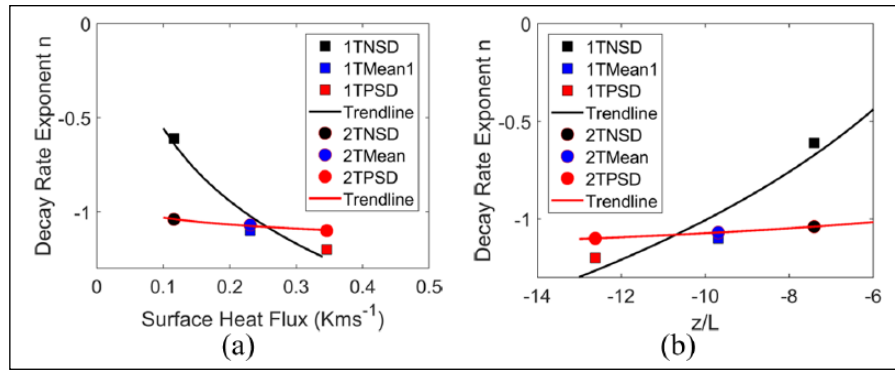 Decay Rate Exponent n
0
-0.5
-1
1TNSD
1TMean1
1TPSD
Trendline
2TNSD
2TMean
2TPSD
Trendline
0 0.1 0.2 0.3 0.4 0.5
Surface Heat Flux (Kms-1)
(a)
Decay Rate Exponent n
0
-0.5
-1
1TNSD
1TMean1
1TPSD
Trendline
2TNSD
2TMean
2TPSD
Trendline
-14 -12 -10 -8 -6
z/L
(b)